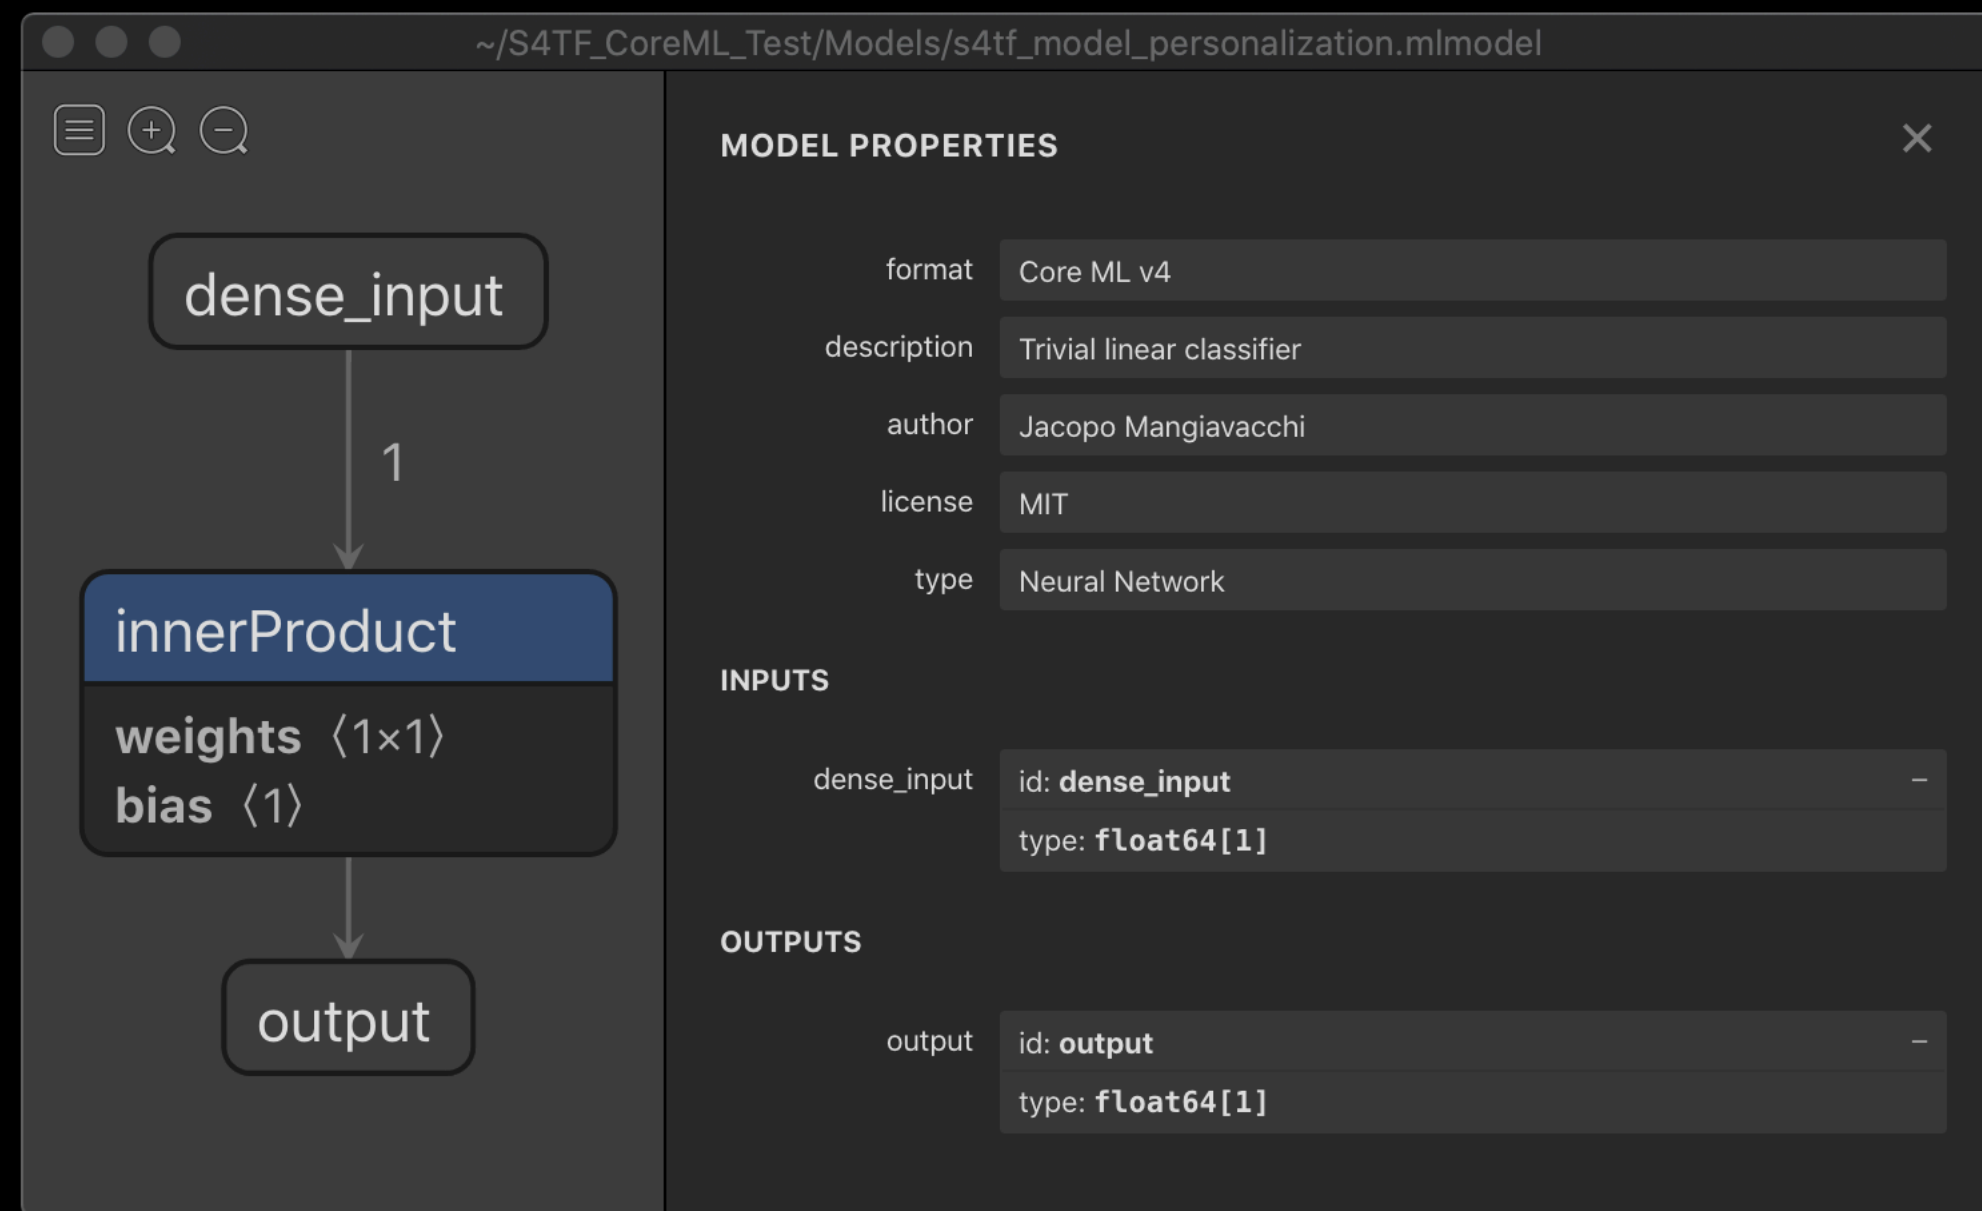 ~/S4TF_CoreML_Test/Models/s4tf_model_personalization.mlmodel
dense_input
1
innerProduct
weights ⟨1×1⟩
bias ⟨1⟩
output
MODEL PROPERTIES
format Core ML v4
description Trivial linear classifier
author Jacopo Mangiavacchi
license MIT
type Neural Network
INPUTS
dense_input id: dense_input
type: float64[1]
OUTPUTS
output id: output
type: float64[1]